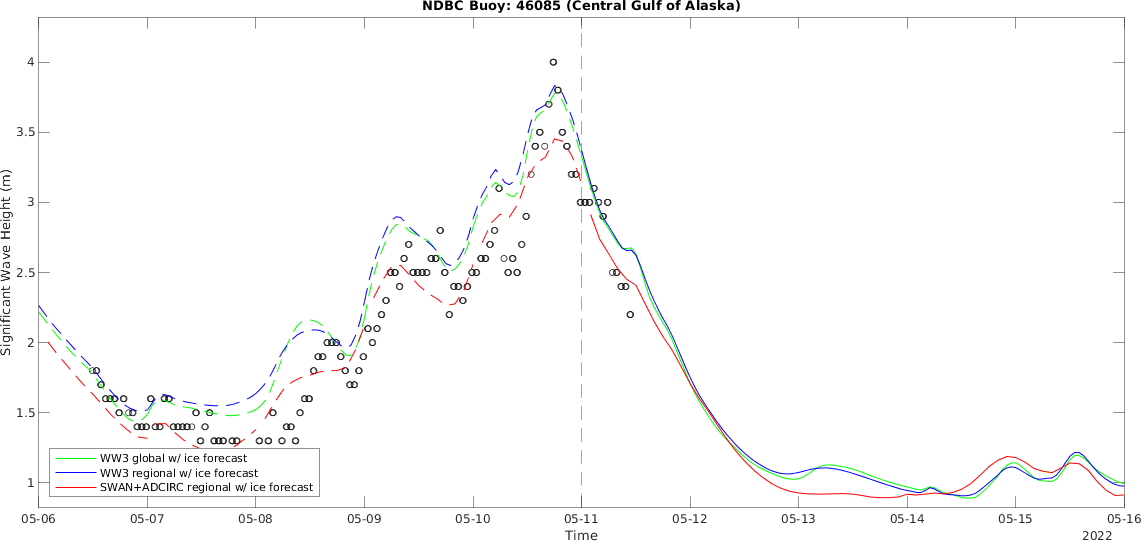 NDBC Buoy: 46085 (Central Gulf of Alaska)
Significant Wave Height (m)
4
3.5
3
2.5
2
1.5
1
WW3 global w/ ice forecast
WW3 regional w/ ice forecast
SWAN+ADCIRC regional w/ ice forecast
05-06 05-07 05-08 05-09 05-10 05-11 05-12 05-13 05-14 05-15 05-16
Time
2022